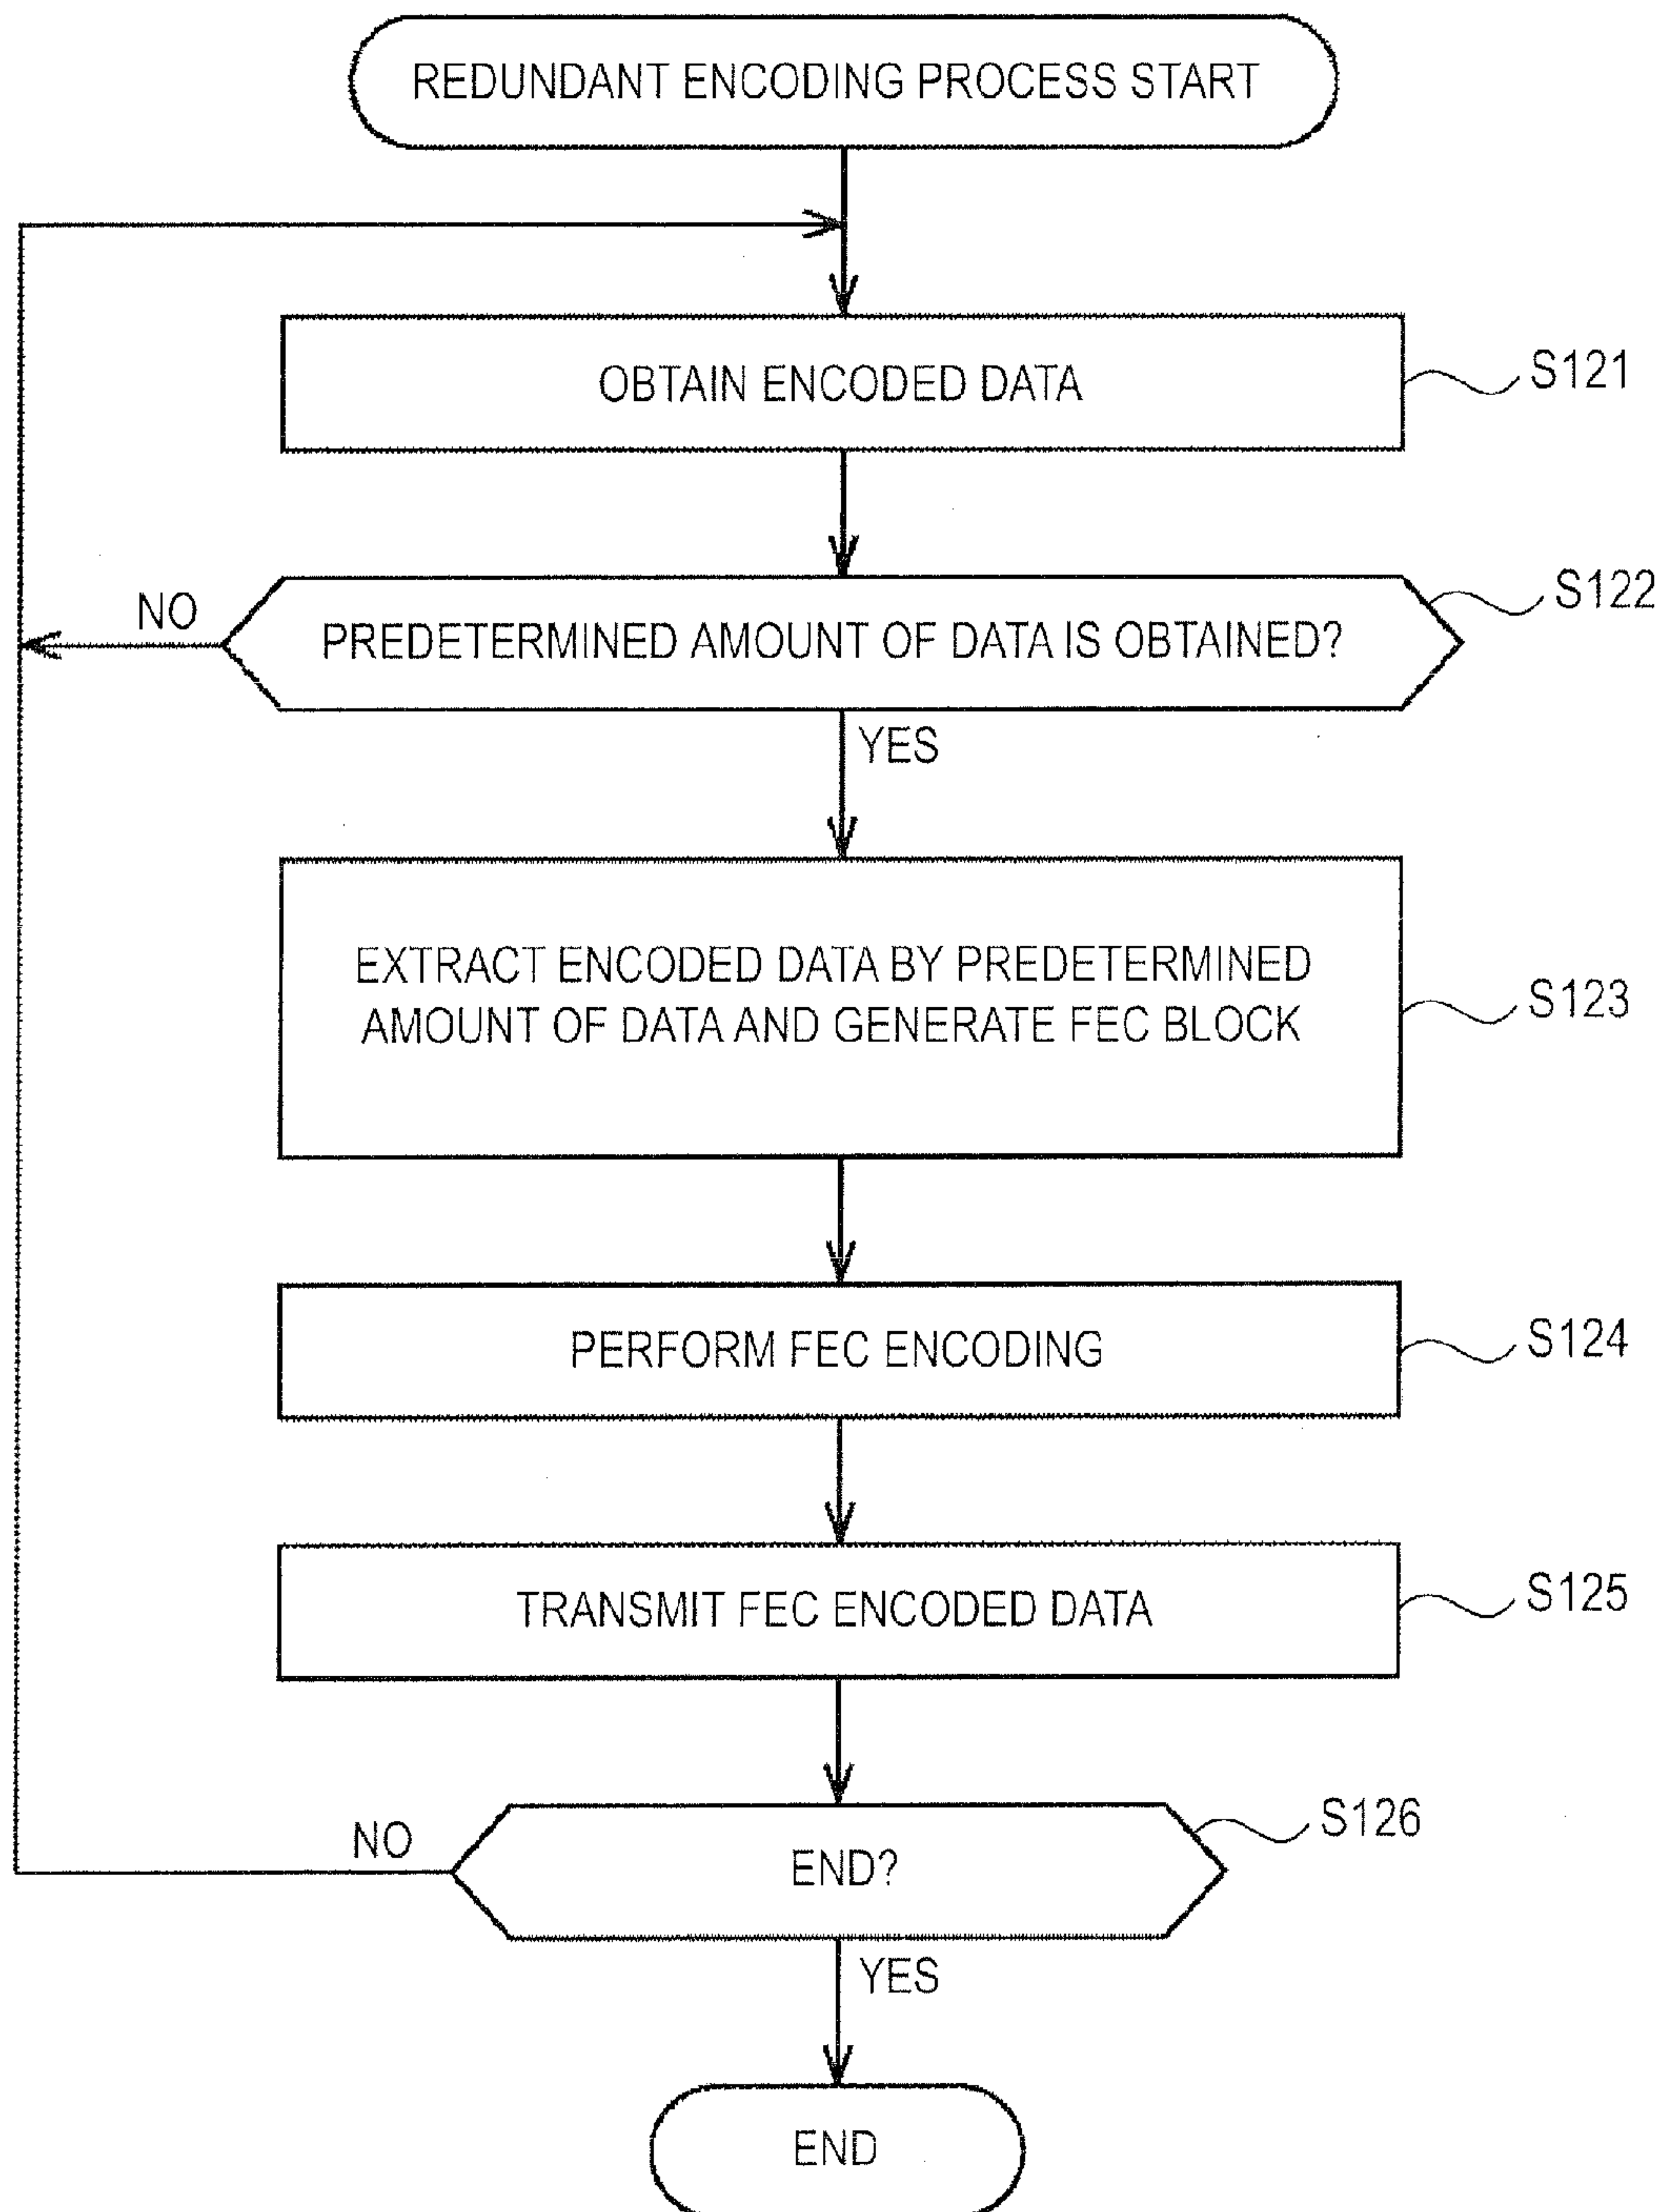 REDUNDANT ENCODING PROCESS START
OBTAIN ENCODED DATA
S121
PREDETERMINED AMOUNT OF DATA IS OBTAINED?
S122
NO
YES
EXTRACT ENCODED DATA BY PREDETERMINED
AMOUNT OF DATA AND GENERATE FEC BLOCK
S123
PERFORM FEC ENCODING
S124
TRANSMIT FEC ENCODED DATA
S125
END?
S126
NO
YES
END